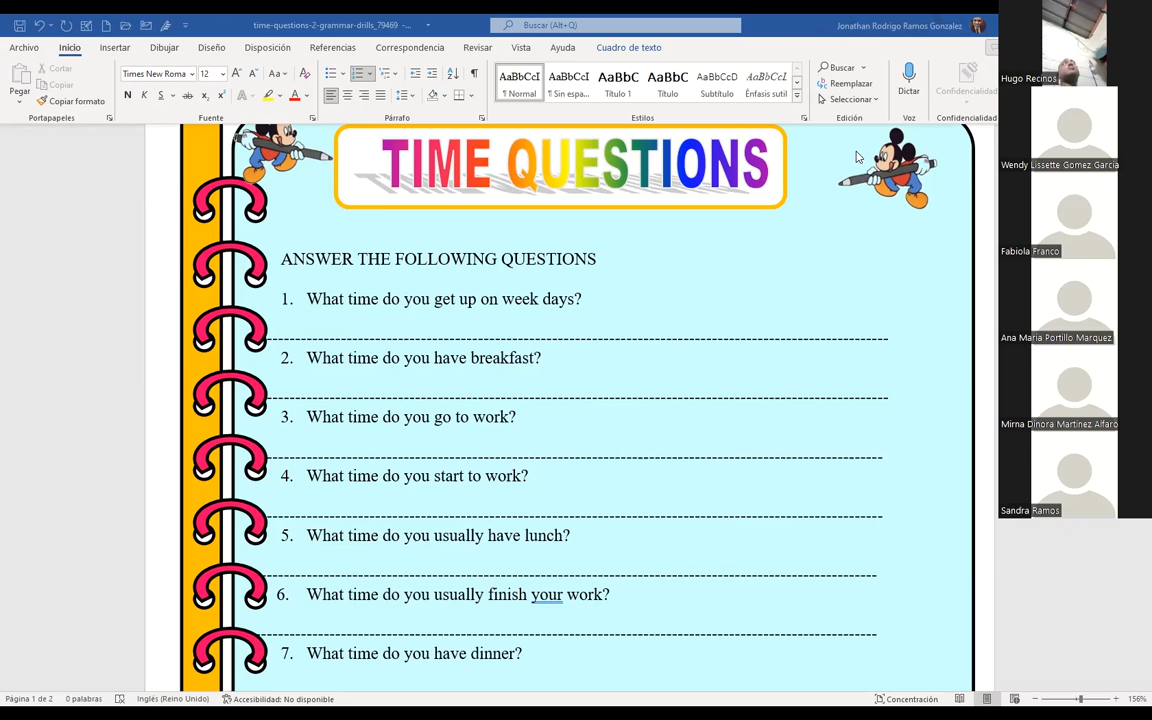 time-questions-2-grammar-drills_79469 -...
Buscar (Alt+Q)
Jonathan Rodrigo Ramos Gonzalez
Archivo Inicio Insertar Dibujar Diseño Disposición Referencias Correspondencia Revisar Vista Ayuda Cuadro de texto
Pegar
Cortar
Copiar
Copiar formato
Portapapeles
Times New Roma 12
N K S
Fuente
Párrafo
AaBbCcI AaBbCcI AaBbC AaBbC AaBbCcD AaBbCcI
¶ Normal ¶ Sin espa... Título 1 Título Subtítulo Énfasis sutil
Estilos
Buscar
Reemplazar
Seleccionar
Edición
Dictar
Voz
Confidencialidad
Confidencialidad
TIME QUESTIONS
ANSWER THE FOLLOWING QUESTIONS
1. What time do you get up on week days?
2. What time do you have breakfast?
3. What time do you go to work?
4. What time do you start to work?
5. What time do you usually have lunch?
6. What time do you usually finish your work?
7. What time do you have dinner?
Página 1 de 2 0 palabras Inglés (Reino Unido) Accesibilidad: No disponible Concentración 156%
Hugo Recinos
Wendy Lissette Gomez Garcia
Fabiola Franco
Ana Maria Portillo Marquez
Mirna Dinora Martinez Alfaro
Sandra Ramos